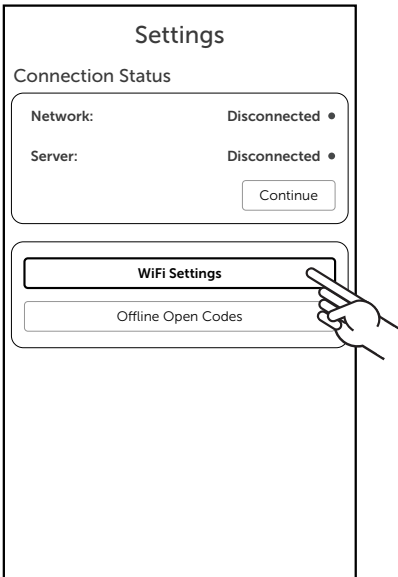 Settings
Connection Status
Network: Disconnected
Server: Disconnected
Continue
WiFi Settings
Offline Open Codes